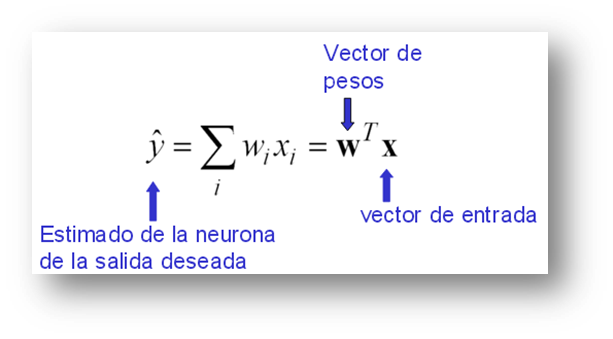 Vector de
pesos
ŷ = ∑ᵢ wᵢxᵢ = wᵀx
vector de entrada
Estimado de la neurona
de la salida deseada